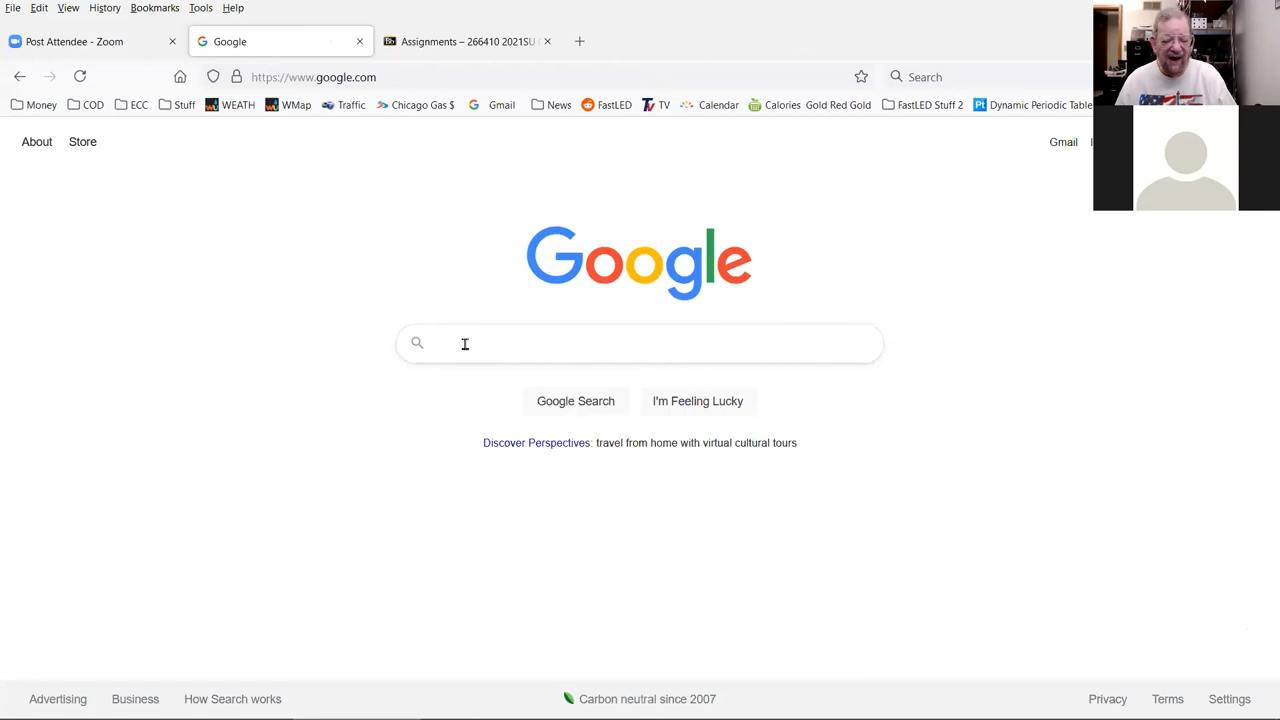 File Edit View History Bookmarks Tools Help
Post Attendee - Zoom Google Assignments – 26641 2021SU
https://www.google.com Search
Money COD ECC Stuff WEATH WMap Traffic Chicago Gas $ Gmail News FastLED TV Calendar Calories Gold Red Gold FastLED Stuff 2 Dynamic Periodic Table
About Store Gmail
Google
Google Search I'm Feeling Lucky
Discover Perspectives: travel from home with virtual cultural tours
Advertising Business How Search works Carbon neutral since 2007 Privacy Terms Settings